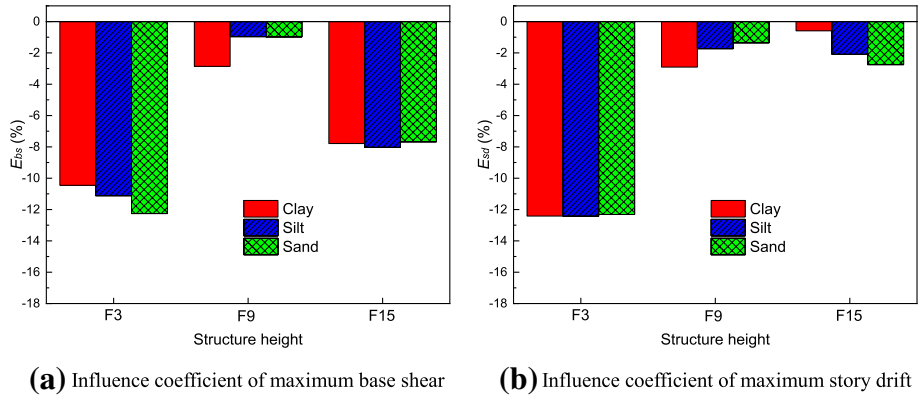 0
-2
-4
-6
-8
-10
-12
-14
-16
-18
E_bs (%)
Clay
Silt
Sand
F3 F9 F15
Structure height
(a) Influence coefficient of maximum base shear
0
-2
-4
-6
-8
-10
-12
-14
-16
-18
E_sd (%)
Clay
Silt
Sand
F3 F9 F15
Structure height
(b) Influence coefficient of maximum story drift